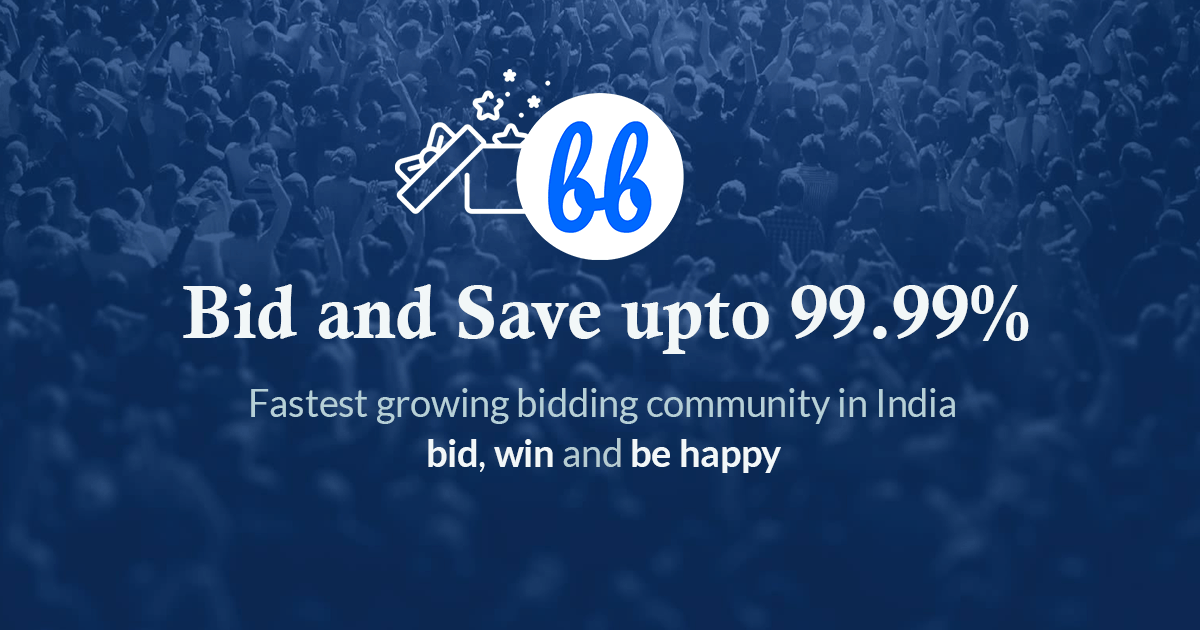 bb
Bid and Save upto 99.99%
Fastest growing bidding community in India
bid, win and be happy